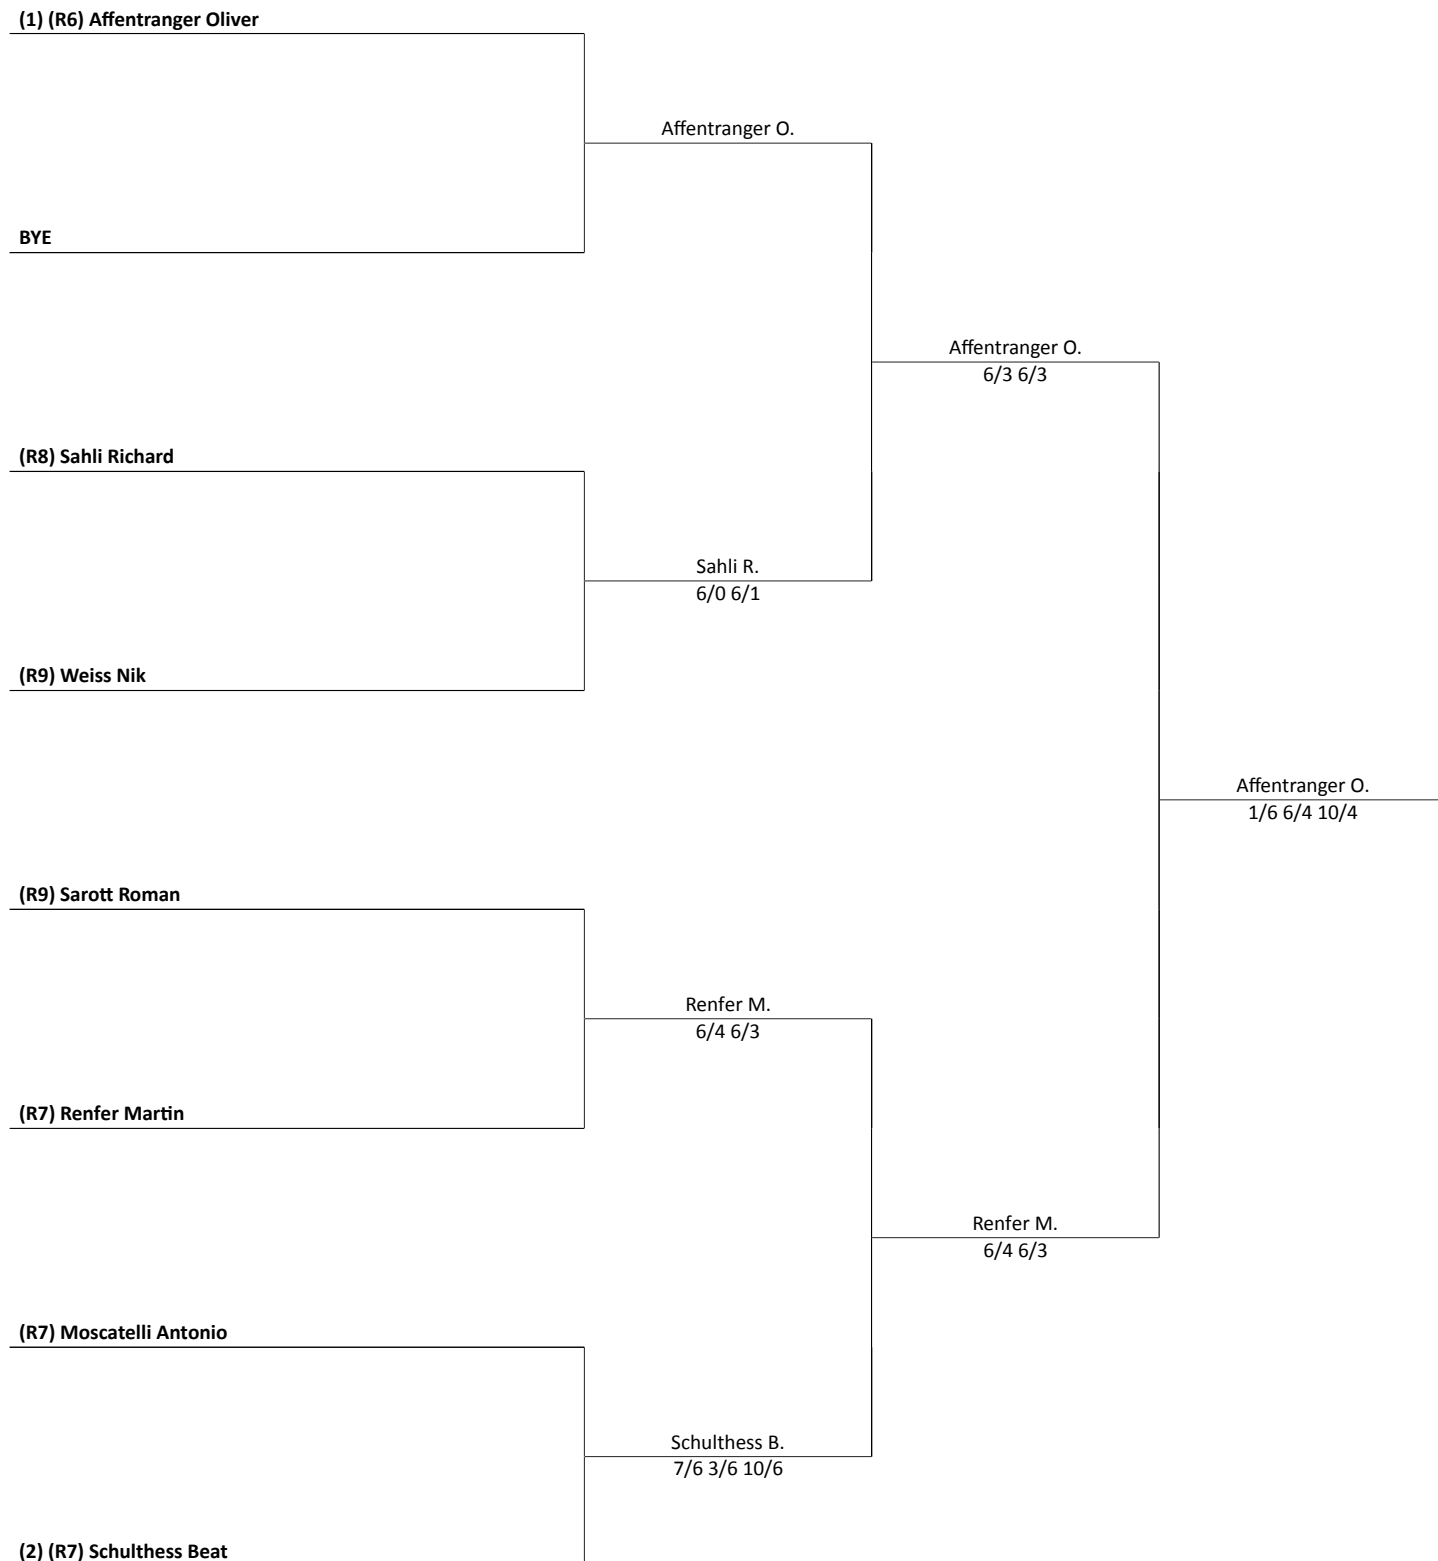 (1) (R6) Affentranger Oliver
Affentranger O.
BYE
Affentranger O.
6/3 6/3
(R8) Sahli Richard
Sahli R.
6/0 6/1
(R9) Weiss Nik
Affentranger O.
1/6 6/4 10/4
(R9) Sarott Roman
Renfer M.
6/4 6/3
(R7) Renfer Martin
Renfer M.
6/4 6/3
(R7) Moscatelli Antonio
Schulthess B.
7/6 3/6 10/6
(2) (R7) Schulthess Beat